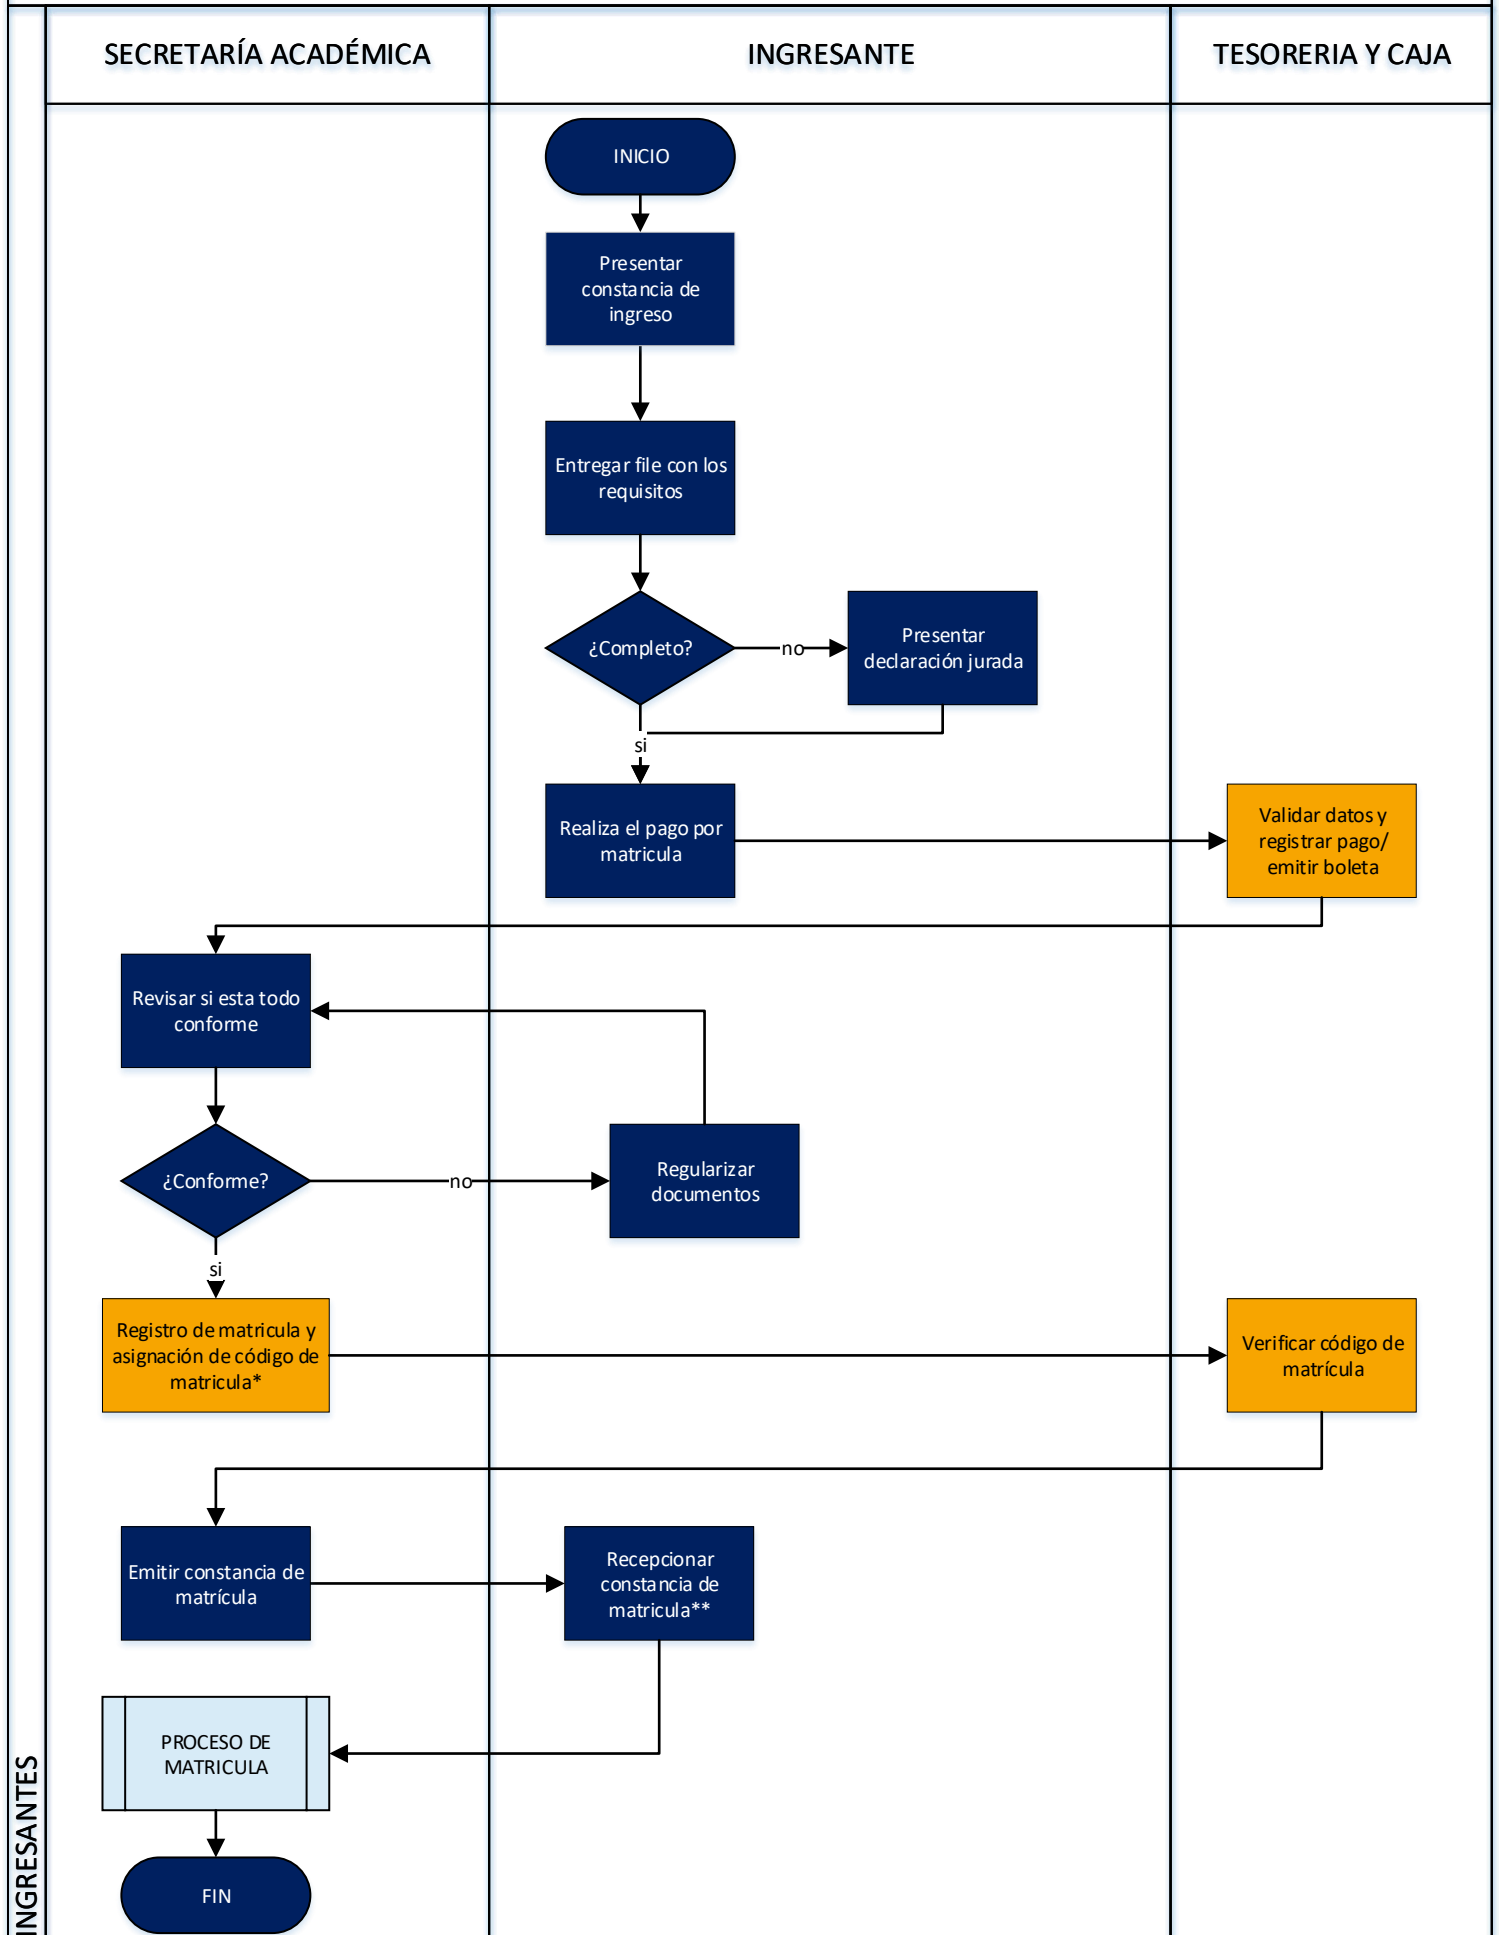 SECRETARÍA ACADÉMICA
INGRESANTE
TESORERIA Y CAJA
INICIO
Presentar
constancia de
ingreso
Entregar file con los
requisitos
¿Completo?
no
Presentar
declaración jurada
si
Realiza el pago por
matricula
Validar datos y
registrar pago/
emitir boleta
Revisar si esta todo
conforme
¿Conforme?
no
Regularizar
documentos
si
Registro de matricula y
asignación de código de
matricula*
Verificar código de
matrícula
Emitir constancia de
matrícula
Recepcionar
constancia de
matricula**
PROCESO DE
MATRICULA
FIN
INGRESANTES